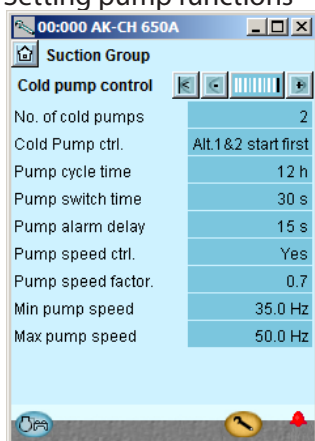 Setting pump functions
00:000 AK-CH 650A
Suction Group
Cold pump control
No. of cold pumps 2
Cold Pump ctrl. Alt.1&2 start first
Pump cycle time 12 h
Pump switch time 30 s
Pump alarm delay 15 s
Pump speed ctrl. Yes
Pump speed factor. 0.7
Min pump speed 35.0 Hz
Max pump speed 50.0 Hz